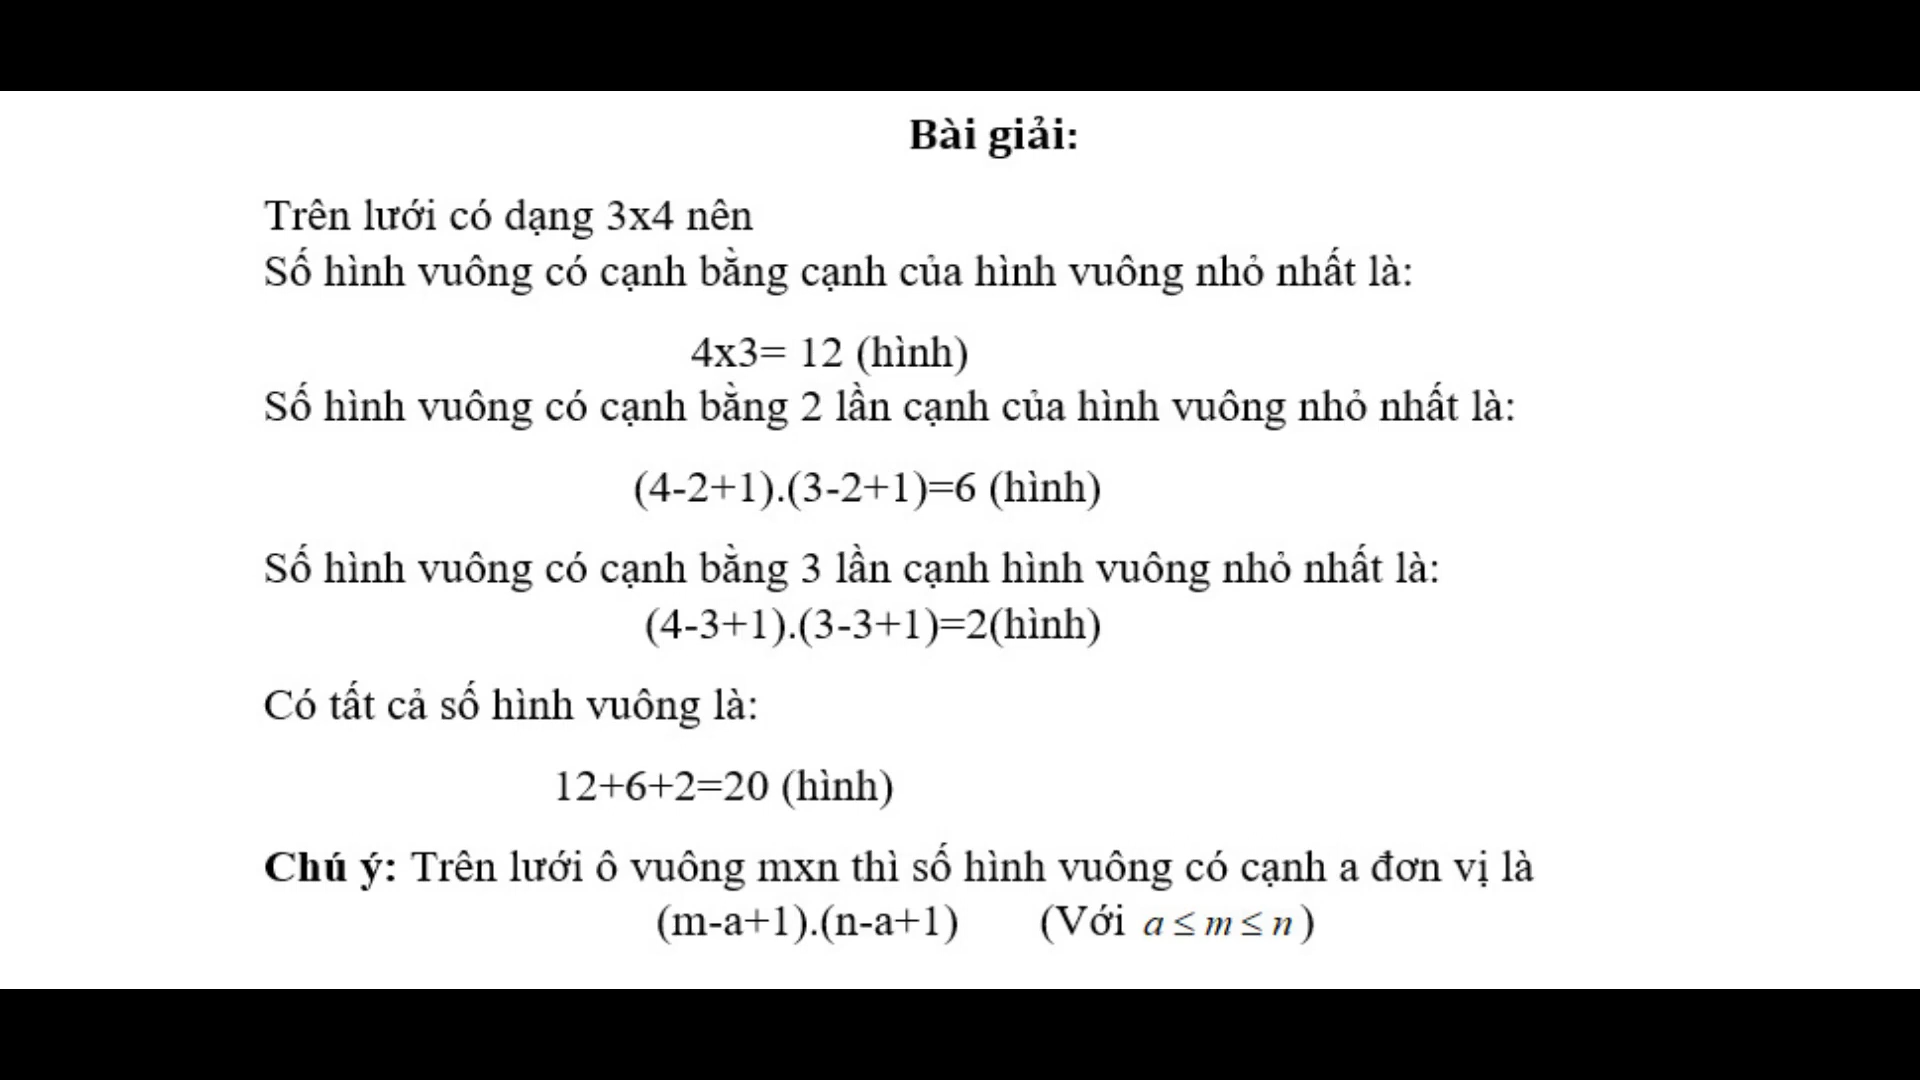 Bài giải:
Trên lưới có dạng 3x4 nên
Số hình vuông có cạnh bằng cạnh của hình vuông nhỏ nhất là:
4x3= 12 (hình)
Số hình vuông có cạnh bằng 2 lần cạnh của hình vuông nhỏ nhất là:
(4-2+1).(3-2+1)=6 (hình)
Số hình vuông có cạnh bằng 3 lần cạnh hình vuông nhỏ nhất là:
(4-3+1).(3-3+1)=2(hình)
Có tất cả số hình vuông là:
12+6+2=20 (hình)
Chú ý: Trên lưới ô vuông mxn thì số hình vuông có cạnh a đơn vị là
(m-a+1).(n-a+1) (Với a ≤ m ≤ n)